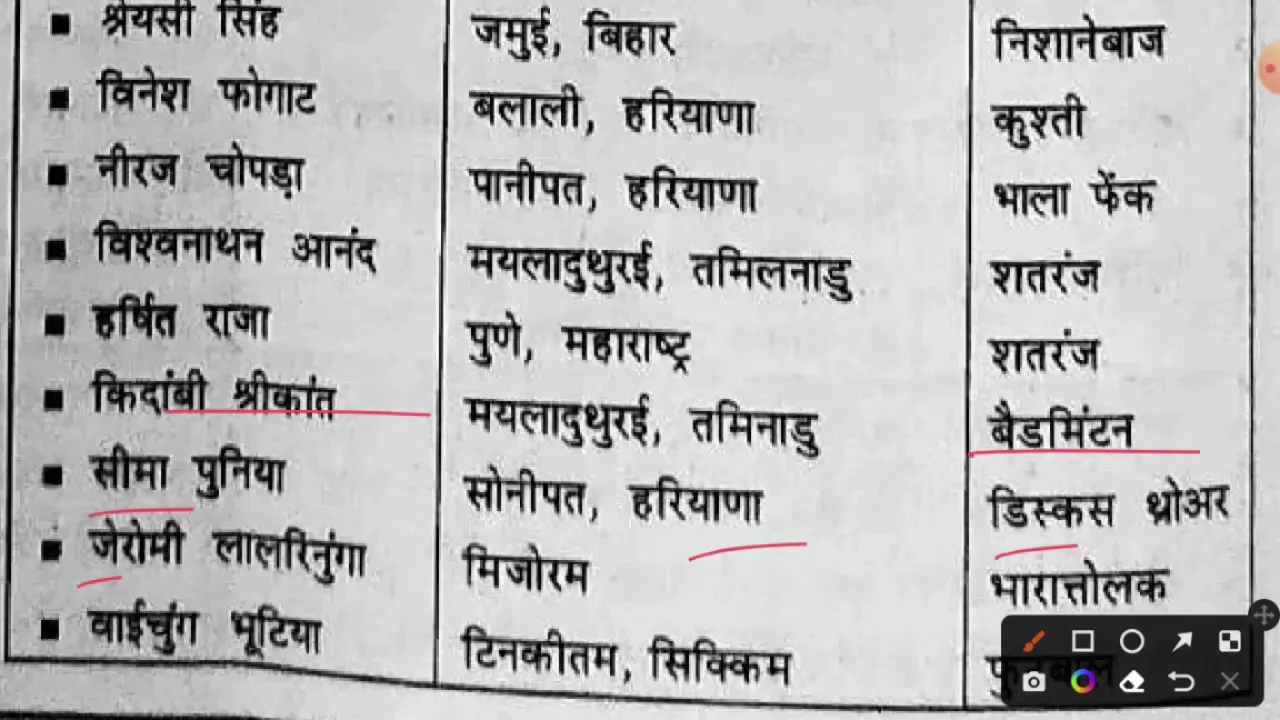 श्रेयसी सिंह जमुई, बिहार निशानेबाज
विनेश फोगाट बलाली, हरियाणा कुश्ती
नीरज चोपड़ा पानीपत, हरियाणा भाला फेंक
विश्वनाथन आनंद मयलादुथुरई, तमिलनाडु शतरंज
हर्षित राजा पुणे, महाराष्ट्र शतरंज
किदांबी श्रीकांत मयलादुथुरई, तमिनाडु बैडमिंटन
सीमा पुनिया सोनीपत, हरियाणा डिस्कस थ्रोअर
जेरोमी लालरिनुंगा मिजोरम भारात्तोलक
वाईचुंग भूटिया टिनकीतम, सिक्किम